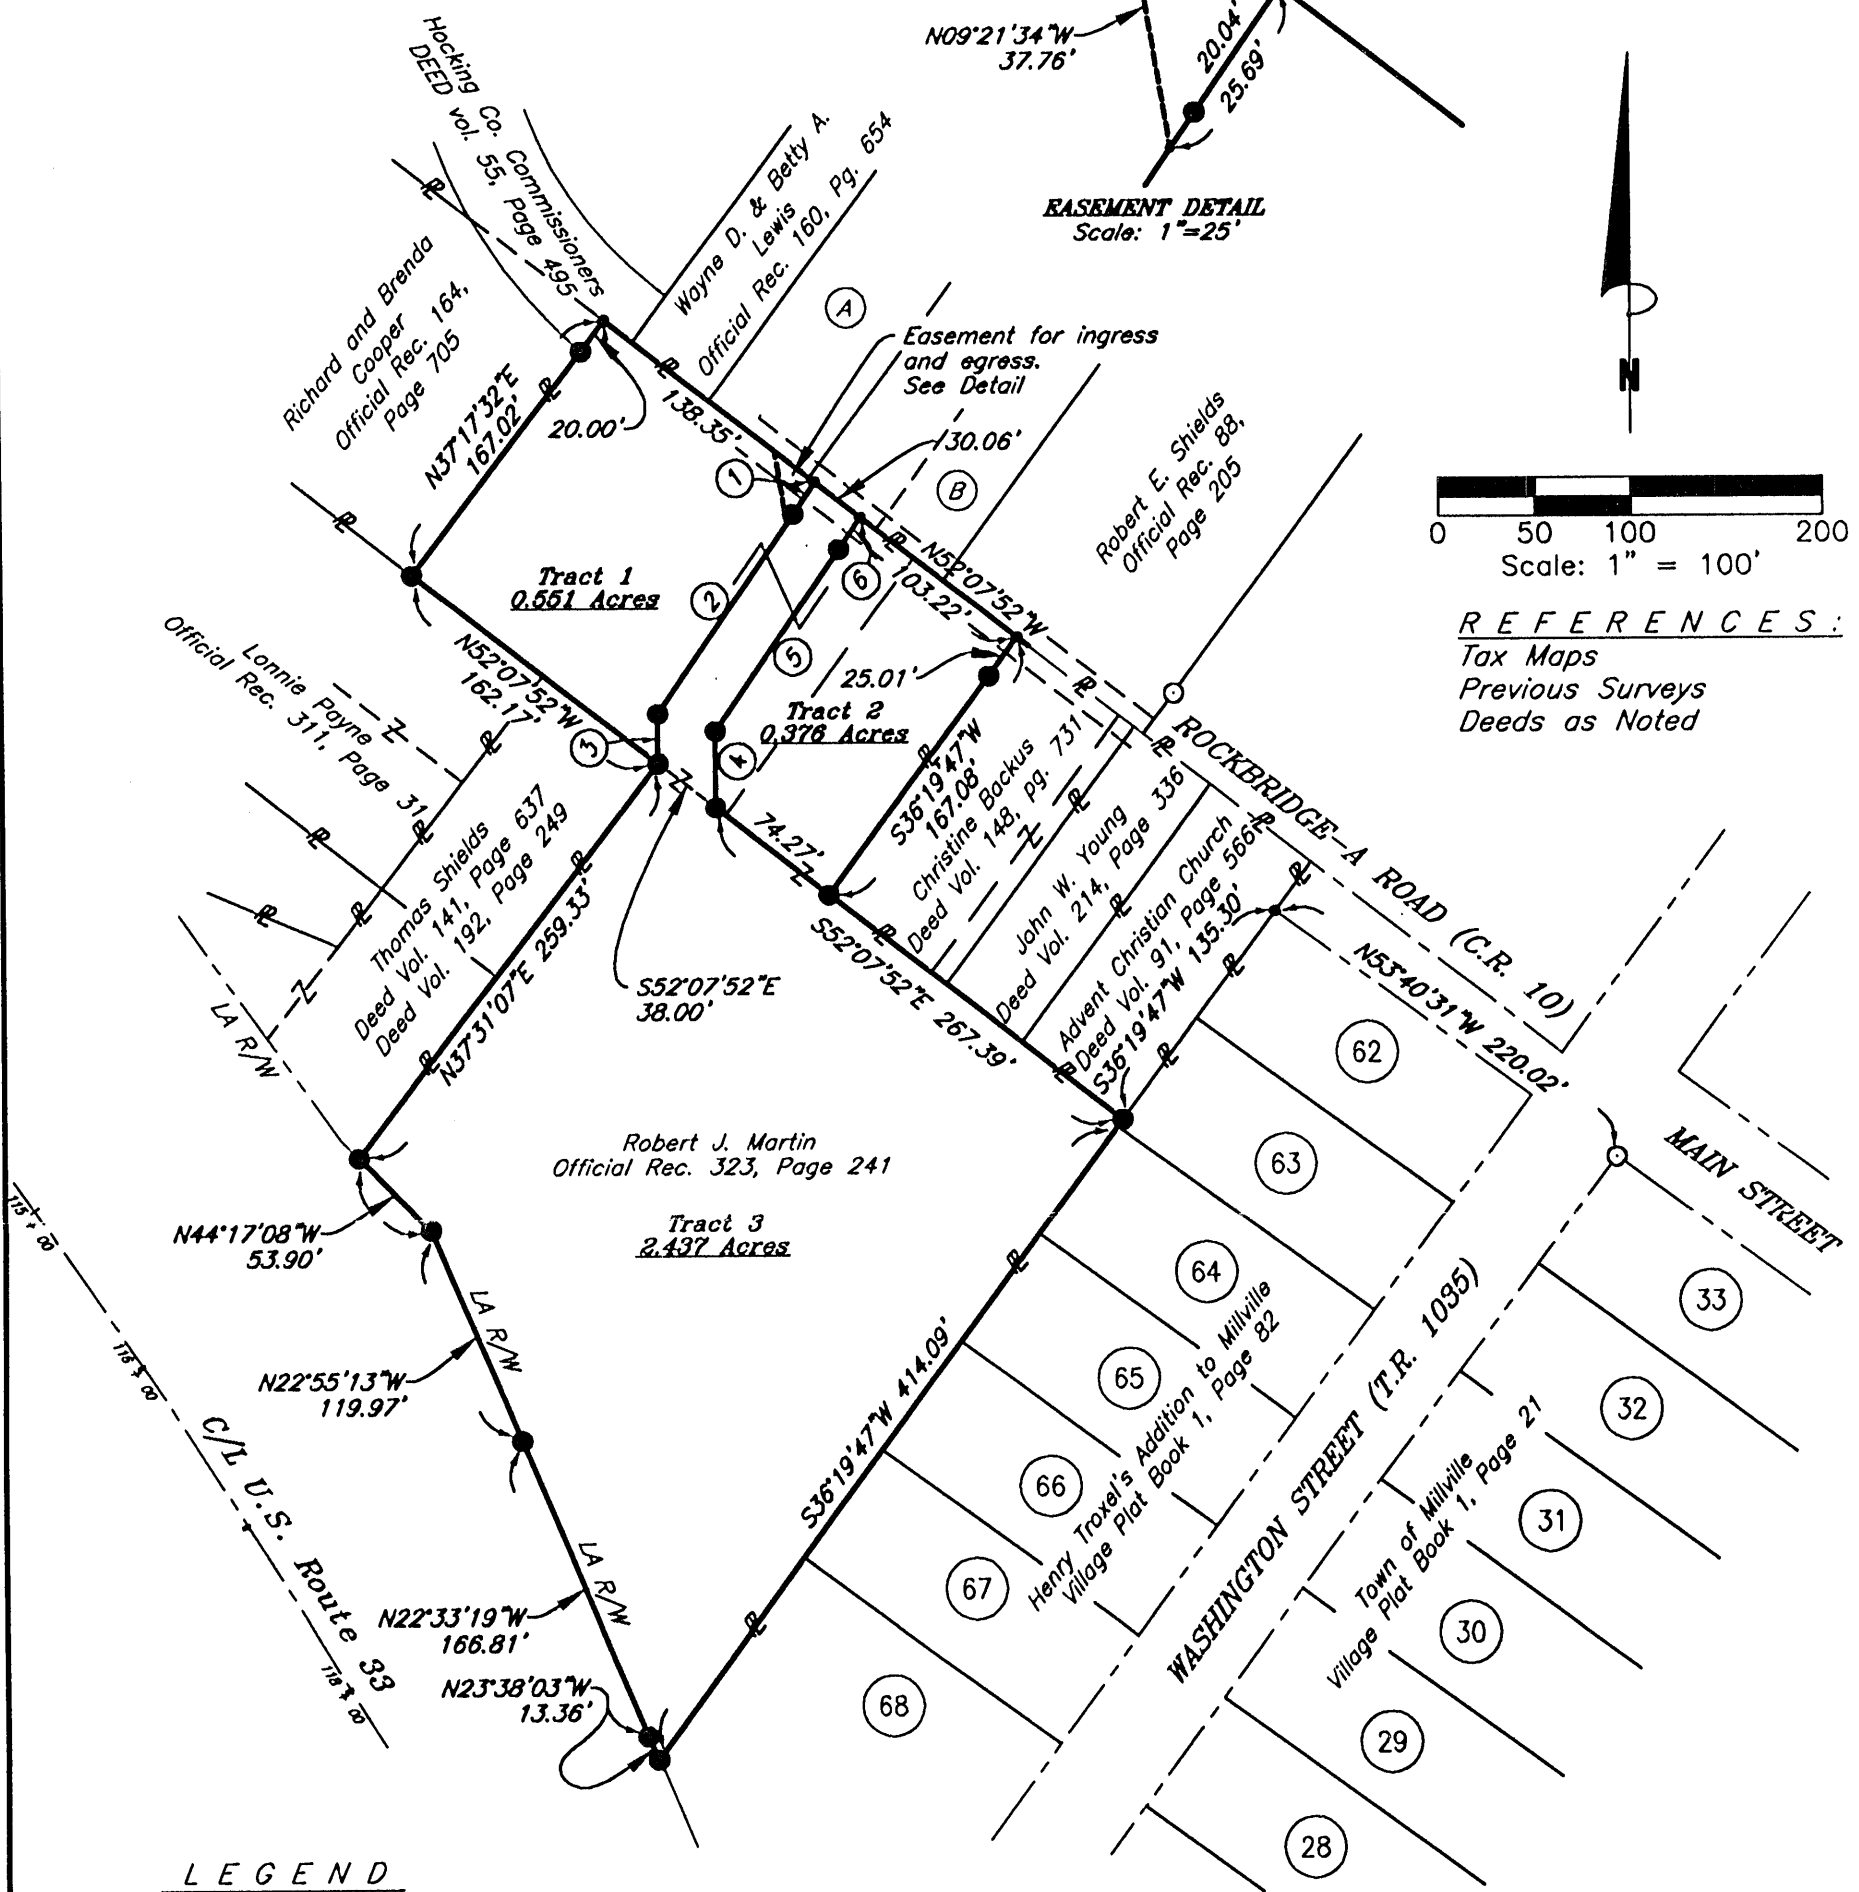 N09°21'34"W
37.76'
20.04'
25.69'
EASEMENT DETAIL
Scale: 1"=25'
Hocking Co. Commissioners
DEED vol. 55, Page 495
Wayne D. & Betty A.
Lewis
Official Rec. 160, Pg. 654
Richard and Brenda
Cooper
Official Rec. 164,
Page 705
A
Easement for ingress
and egress.
See Detail
N
0 50 100 200
Scale: 1" = 100'
REFERENCES:
Tax Maps
Previous Surveys
Deeds as Noted
N37°17'32"E
167.02'
20.00'
138.35'
30.06'
B
Robert E. Shields
Official Rec. 88,
Page 205
1
2
3
4
5
6
N52°07'52"W
103.22'
Tract 1
0.551 Acres
N52°07'52"W
162.17'
25.01'
Tract 2
0.376 Acres
S36°19'47"W
167.08'
Lonnie Payne
Official Rec. 311, Page 31
Thomas Shields
Deed Vol. 141, Page 637
Deed Vol. 192, Page 249
N37°31'07"E 259.33'
74.27'
S52°07'52"E
38.00'
S52°07'52"E 267.39'
Christine Backus
Deed Vol. 148, pg. 731
John W. Young
Deed Vol. 214, Page 336
Advent Christian Church
Deed Vol. 91, Page 566
S36°19'47"W 135.30'
ROCKBRIDGE-A ROAD (C.R. 10)
N53°40'31"W 220.02'
MAIN STREET
LA R/W
Robert J. Martin
Official Rec. 323, Page 241
Tract 3
2.437 Acres
N44°17'08"W
53.90'
LA R/W
N22°55'13"W
119.97'
LA R/W
N22°33'19"W
166.81'
N23°38'03"W
13.36'
115+00
116+00
118+00
C/L U.S. Route 33
S36°19'47"W 414.09'
62
63
64
65
66
67
68
Henry Troxel's Addition to Millville
Village Plat Book 1, Page 82
WASHINGTON STREET (T.R. 1035)
Town of Millville
Village Plat Book 1, Page 21
33
32
31
30
29
28
LEGEND